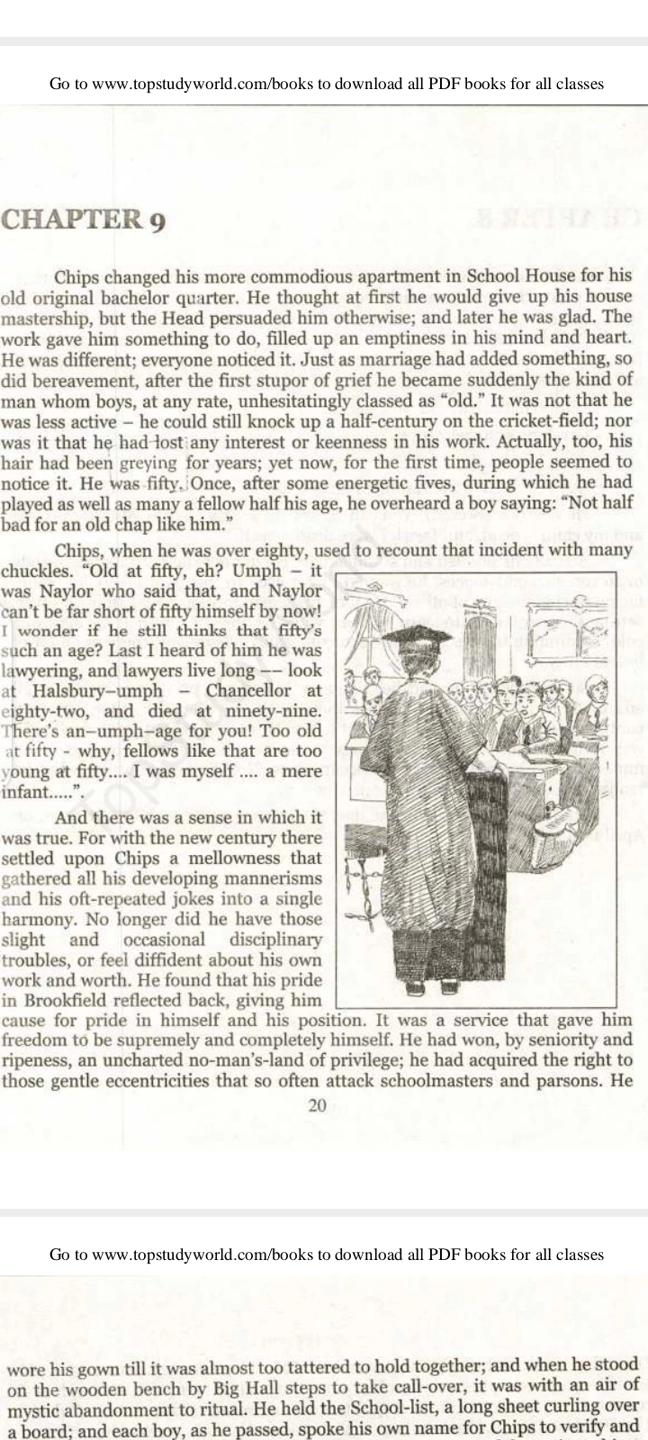 Go to www.topstudyworld.com/books to download all PDF books for all classes
CHAPTER 9
Chips changed his more commodious apartment in School House for his
old original bachelor quarter. He thought at first he would give up his house
mastership, but the Head persuaded him otherwise; and later he was glad. The
work gave him something to do, filled up an emptiness in his mind and heart.
He was different; everyone noticed it. Just as marriage had added something, so
did bereavement, after the first stupor of grief he became suddenly the kind of
man whom boys, at any rate, unhesitatingly classed as “old.” It was not that he
was less active – he could still knock up a half-century on the cricket-field; nor
was it that he had lost any interest or keenness in his work. Actually, too, his
hair had been greying for years; yet now, for the first time, people seemed to
notice it. He was fifty. Once, after some energetic fives, during which he had
played as well as many a fellow half his age, he overheard a boy saying: “Not half
bad for an old chap like him.”
Chips, when he was over eighty, used to recount that incident with many
chuckles. “Old at fifty, eh? Umph – it
was Naylor who said that, and Naylor
can’t be far short of fifty himself by now!
I wonder if he still thinks that fifty’s
such an age? Last I heard of him he was
lawyering, and lawyers live long –– look
at Halsbury–umph – Chancellor at
eighty-two, and died at ninety-nine.
There’s an–umph–age for you! Too old
at fifty - why, fellows like that are too
young at fifty.... I was myself .... a mere
infant.....”.
And there was a sense in which it
was true. For with the new century there
settled upon Chips a mellowness that
gathered all his developing mannerisms
and his oft-repeated jokes into a single
harmony. No longer did he have those
slight and occasional disciplinary
troubles, or feel diffident about his own
work and worth. He found that his pride
in Brookfield reflected back, giving him
cause for pride in himself and his position. It was a service that gave him
freedom to be supremely and completely himself. He had won, by seniority and
ripeness, an uncharted no-man’s-land of privilege; he had acquired the right to
those gentle eccentricities that so often attack schoolmasters and parsons. He
20
Go to www.topstudyworld.com/books to download all PDF books for all classes
wore his gown till it was almost too tattered to hold together; and when he stood
on the wooden bench by Big Hall steps to take call-over, it was with an air of
mystic abandonment to ritual. He held the School-list, a long sheet curling over
a board; and each boy, as he passed, spoke his own name for Chips to verify and